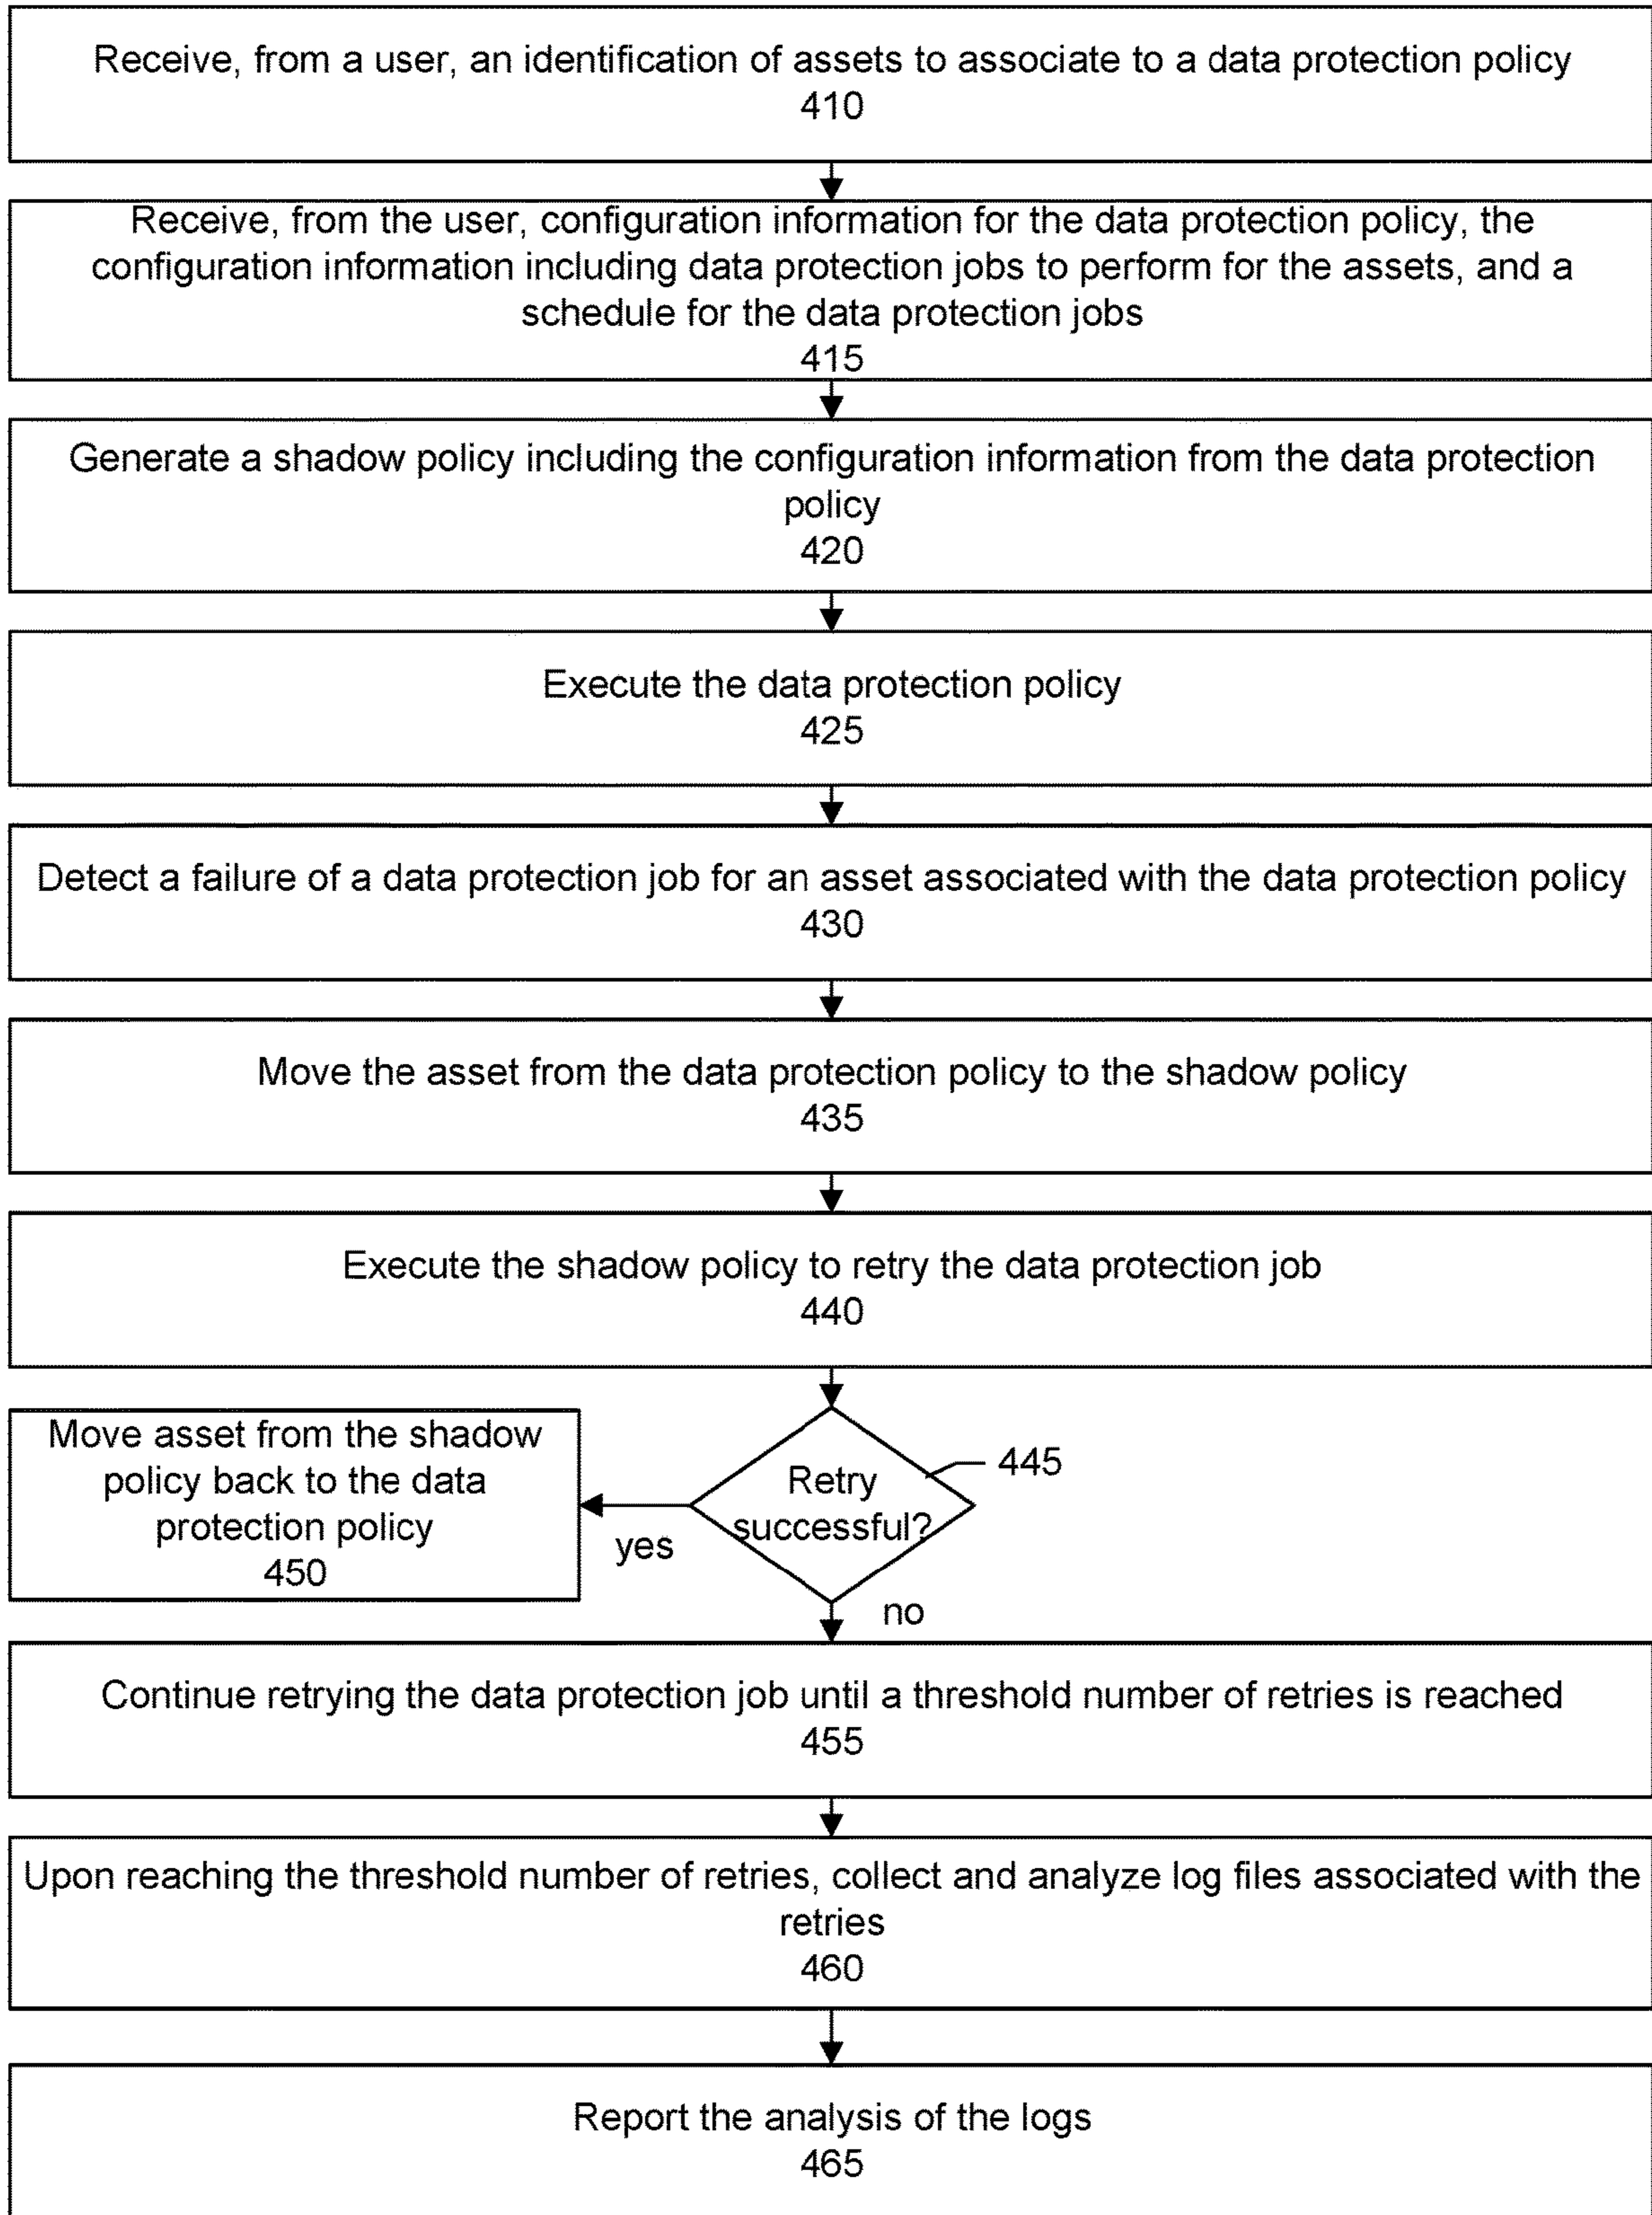 Receive, from a user, an identification of assets to associate to a data protection policy
410
Receive, from the user, configuration information for the data protection policy, the
configuration information including data protection jobs to perform for the assets, and a
schedule for the data protection jobs
415
Generate a shadow policy including the configuration information from the data protection
policy
420
Execute the data protection policy
425
Detect a failure of a data protection job for an asset associated with the data protection policy
430
Move the asset from the data protection policy to the shadow policy
435
Execute the shadow policy to retry the data protection job
440
Move asset from the shadow
policy back to the data
protection policy
450
yes
Retry
successful?
445
no
Continue retrying the data protection job until a threshold number of retries is reached
455
Upon reaching the threshold number of retries, collect and analyze log files associated with the
retries
460
Report the analysis of the logs
465